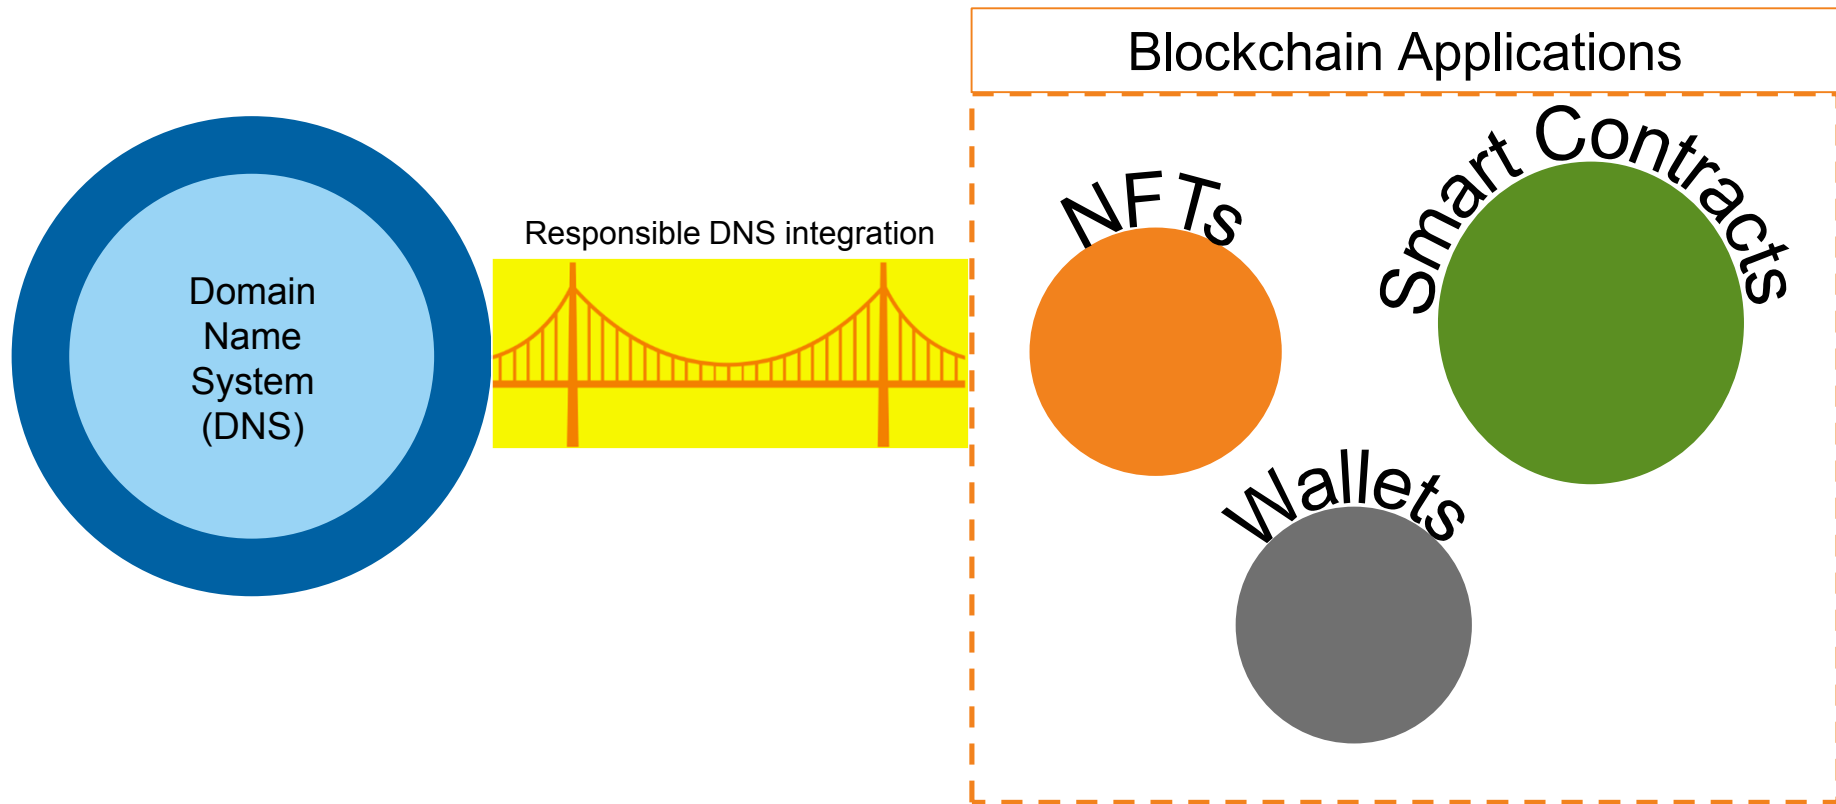 Blockchain Applications
Smart Contracts
NFTs
Responsible DNS integration
Domain
Name
System
(DNS)
Wallets